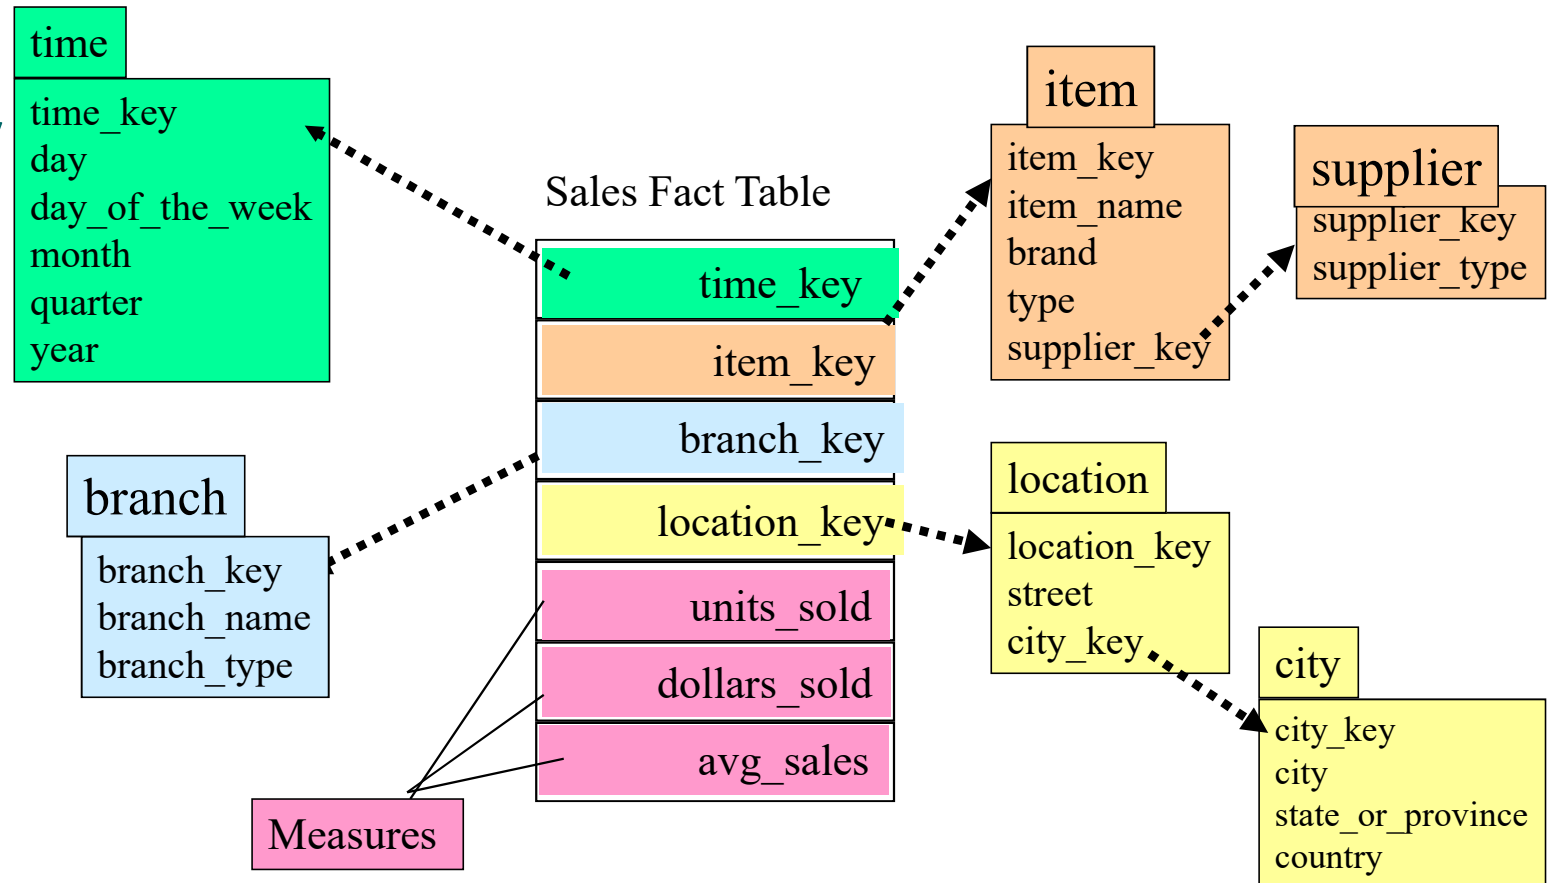 time
time_key
day
day_of_the_week
month
quarter
year
Sales Fact Table
time_key
item_key
branch_key
location_key
units_sold
dollars_sold
avg_sales
item
item_key
item_name
brand
type
supplier_key
supplier
supplier_key
supplier_type
branch
branch_key
branch_name
branch_type
location
location_key
street
city_key
city
city_key
city
state_or_province
country
Measures